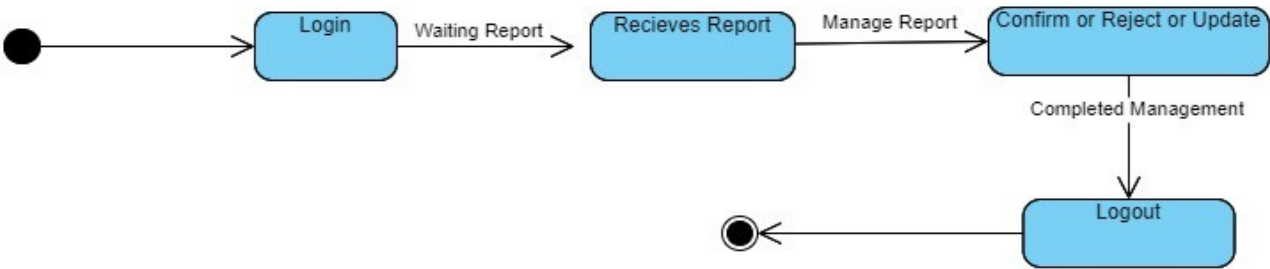 Login
Waiting Report
Recieves Report
Manage Report
Confirm or Reject or Update
Completed Management
Logout